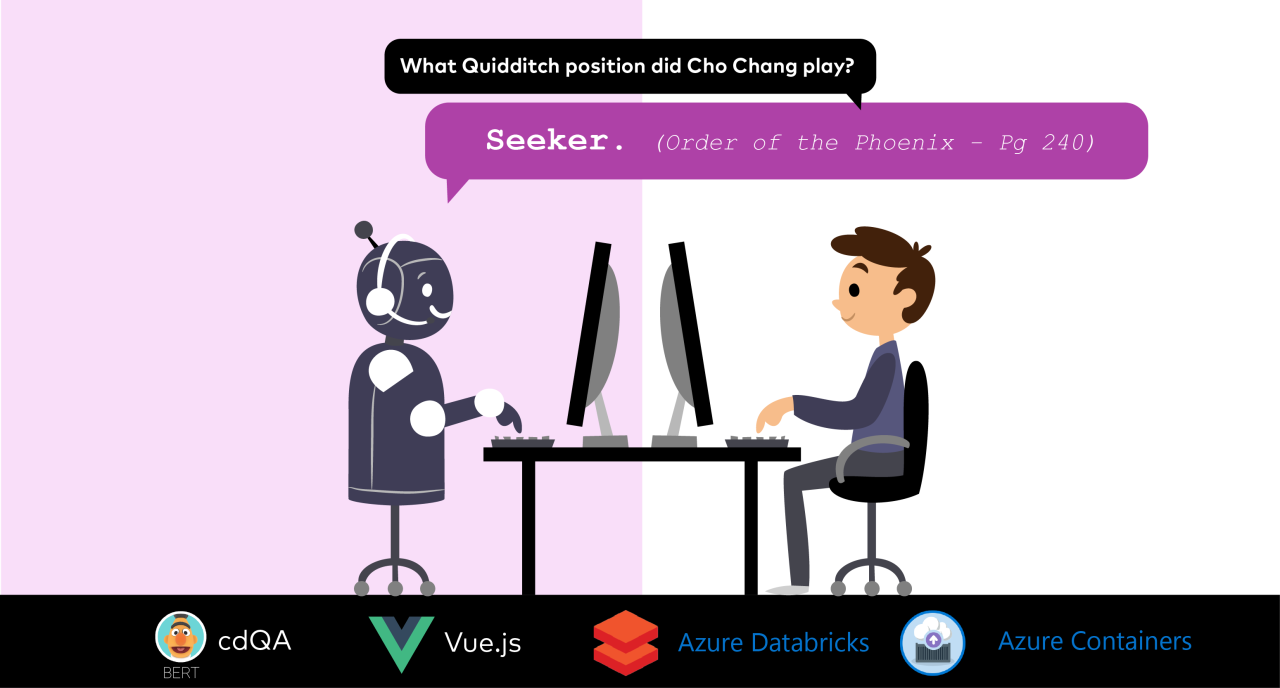 What Quidditch position did Cho Chang play?
Seeker. (Order of the Phoenix – Pg 240)
BERT
cdQA
Vue.js
Azure Databricks
Azure Containers